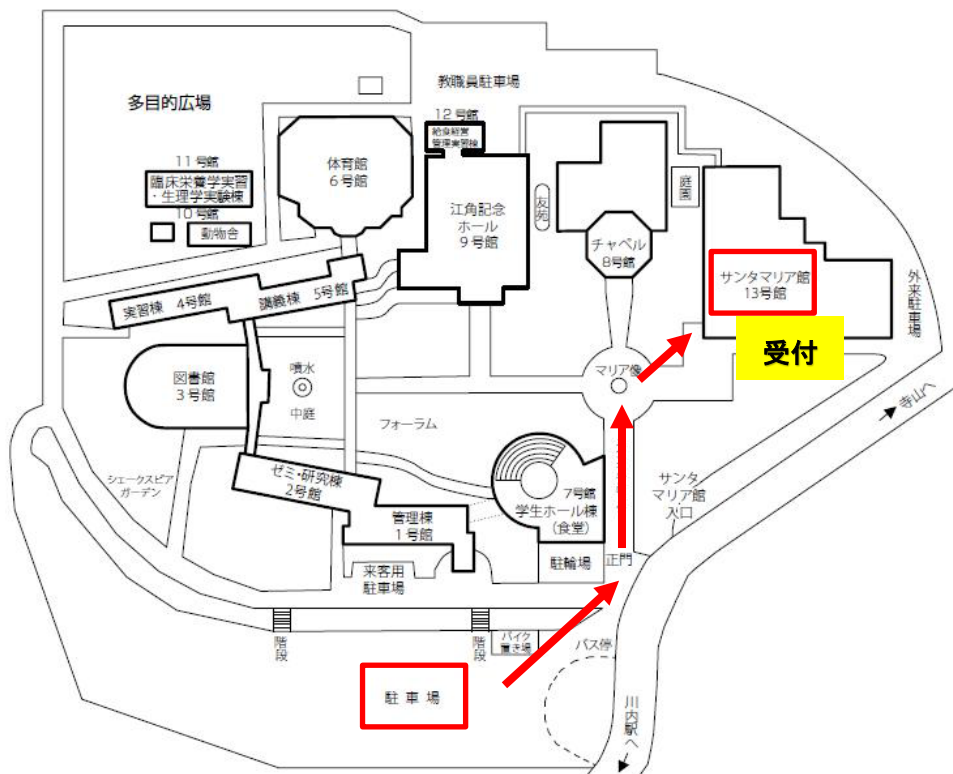 教職員駐車場
多目的広場
12号館
給食経営
管理実習棟
体育館
6号館
11号館
臨床栄養学実習
・生理学実験棟
10号館
動物舎
江角記念
ホール
9号館
友苑
庭園
チャペル
8号館
サンタマリア館
13号館
外来駐車場
実習棟 4号館
講義棟 5号館
受付
図書館
3号館
噴水
中庭
マリア像
フォーラム
寺山へ
シェークスピア
ガーデン
ゼミ・研究棟
2号館
7号館
学生ホール棟
(食堂)
サンタ
マリア館
入口
管理棟
1号館
駐輪場
正門
来客用
駐車場
階段
階段
バイク
置き場
バス停
駐車場
川内駅へ